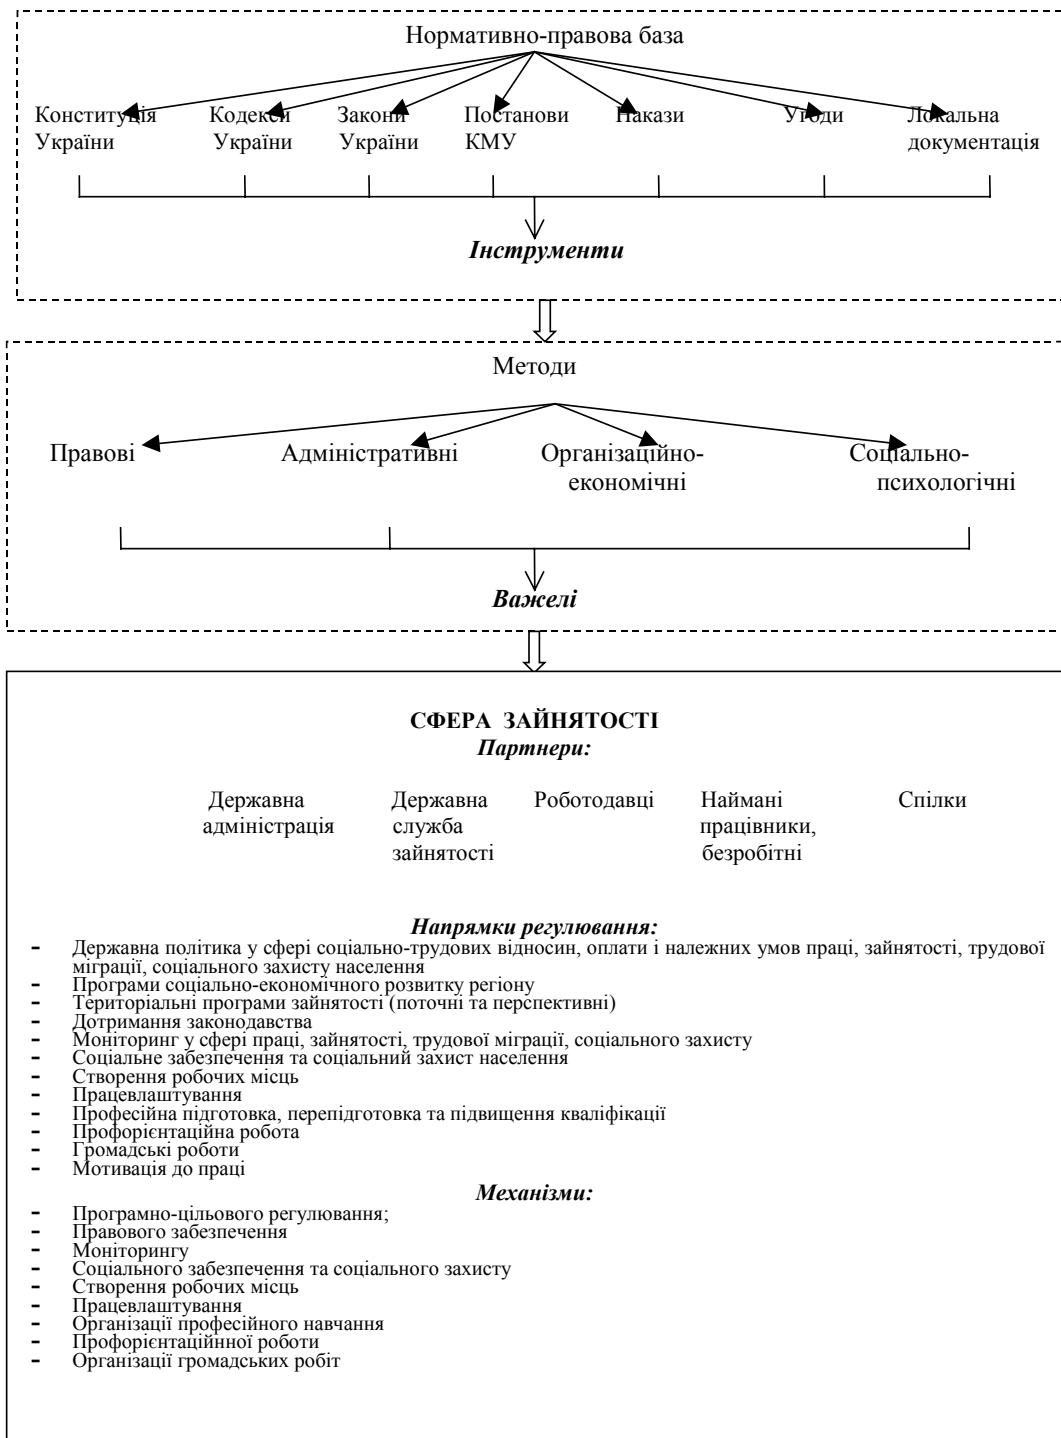 Нормативно-правова база
Конституція Кодекси Закони Постанови Накази Угоди Локальна
України України України КМУ документація
Інструменти
Методи
Правові Адміністративні Організаційно- Соціально-
економічні психологічні
Важелі
СФЕРА ЗАЙНЯТОСТІ
Партнери:
Державна Державна Роботодавці Наймані Спілки
адміністрація служба працівники,
зайнятості безробітні
Напрямки регулювання:
- Державна політика у сфері соціально-трудових відносин, оплати і належних умов праці, зайнятості, трудової
міграції, соціального захисту населення
- Програми соціально-економічного розвитку регіону
- Територіальні програми зайнятості (поточні та перспективні)
- Дотримання законодавства
- Моніторинг у сфері праці, зайнятості, трудової міграції, соціального захисту
- Соціальне забезпечення та соціальний захист населення
- Створення робочих місць
- Працевлаштування
- Професійна підготовка, перепідготовка та підвищення кваліфікації
- Профорієнтаційна робота
- Громадські роботи
- Мотивація до праці
Механізми:
- Програмно-цільового регулювання;
- Правового забезпечення
- Моніторингу
- Соціального забезпечення та соціального захисту
- Створення робочих місць
- Працевлаштування
- Організації професійного навчання
- Профорієнтаційнної роботи
- Організації громадських робіт